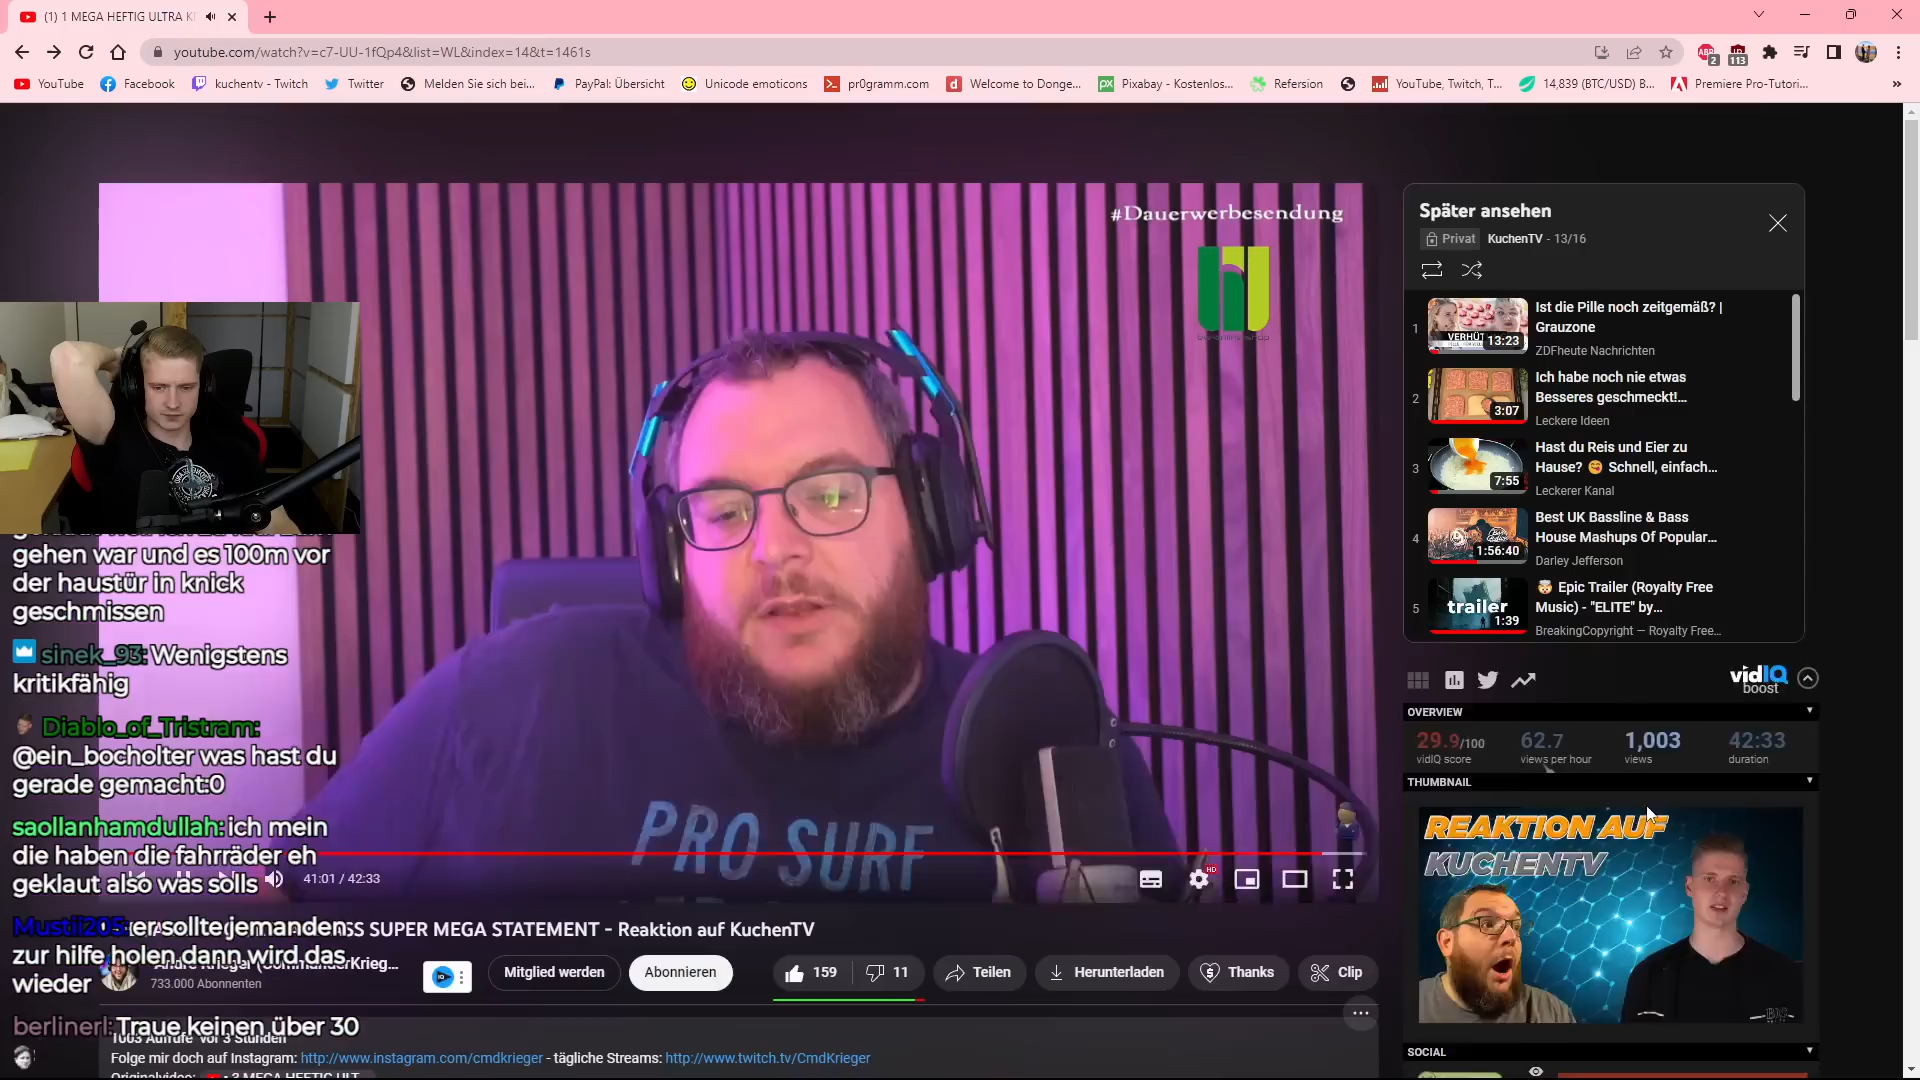 (1) 1 MEGA HEFTIG ULTRA K
youtube.com/watch?v=c7-UU-1fQp4&list=WL&index=14&t=1461s
2
113
YouTube
Facebook
kuchentv - Twitch
Twitter
Melden Sie sich bei...
PayPal: Übersicht
Unicode emoticons
pr0gramm.com
Welcome to Donge...
Pixabay - Kostenlos...
Refersion
YouTube, Twitch, T...
14,839 (BTC/USD) B...
Premiere Pro-Tutori...
»
#Dauerwerbesendung
PRO SURF
gehen war und es 100m vor
der haustür in knick
geschmissen
sinek_93: Wenigstens
kritikfähig
Diablo_of_Tristram:
@ein_bocholter was hast du
gerade gemacht:0
saollanhamdullah: ich mein
die haben die fahrräder eh
geklaut also was solls
Mustii205: er sollte jemanden
zur hilfe holen dann wird das
wieder
berlinerl: Traue keinen über 30
41:01 / 42:33
HD
SS SUPER MEGA STATEMENT - Reaktion auf KuchenTV
733.000 Abonnenten
Mitglied werden
Abonnieren
159
11
Teilen
Herunterladen
Thanks
Clip
1003 Aufrufe vor 3 Stunden
Folge mir doch auf Instagram: http://www.instagram.com/cmdkrieger - tägliche Streams: http://www.twitch.tv/CmdKrieger
Später ansehen
Privat KuchenTV - 13/16
1
13:23
Ist die Pille noch zeitgemäß? |
Grauzone
ZDFheute Nachrichten
2
3:07
Ich habe noch nie etwas
Besseres geschmeckt!...
Leckere Ideen
3
7:55
Hast du Reis und Eier zu
Hause? 😋 Schnell, einfach...
Leckerer Kanal
4
1:56:40
Best UK Bassline & Bass
House Mashups Of Popular...
Darley Jefferson
5
trailer
1:39
🤯 Epic Trailer (Royalty Free
Music) - "ELITE" by...
BreakingCopyright — Royalty Free...
vidIQ
boost
OVERVIEW
29.9/100
vidIQ score
62.7
views per hour
1,003
views
42:33
duration
THUMBNAIL
REAKTION AUF
KUCHENTV
SOCIAL